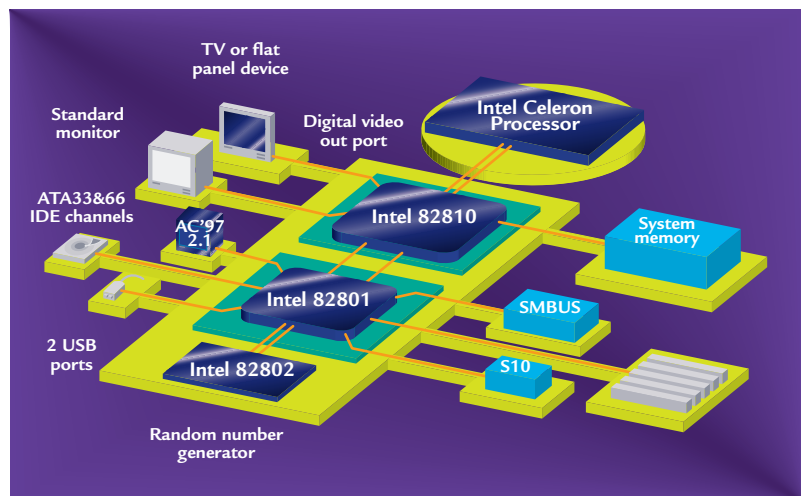 TV or flat
panel device
Standard
monitor
Digital video
out port
Intel Celeron
Processor
ATA33&66
IDE channels
AC'97
2.1
Intel 82810
System
memory
Intel 82801
SMBUS
2 USB
ports
Intel 82802
S10
Random number
generator